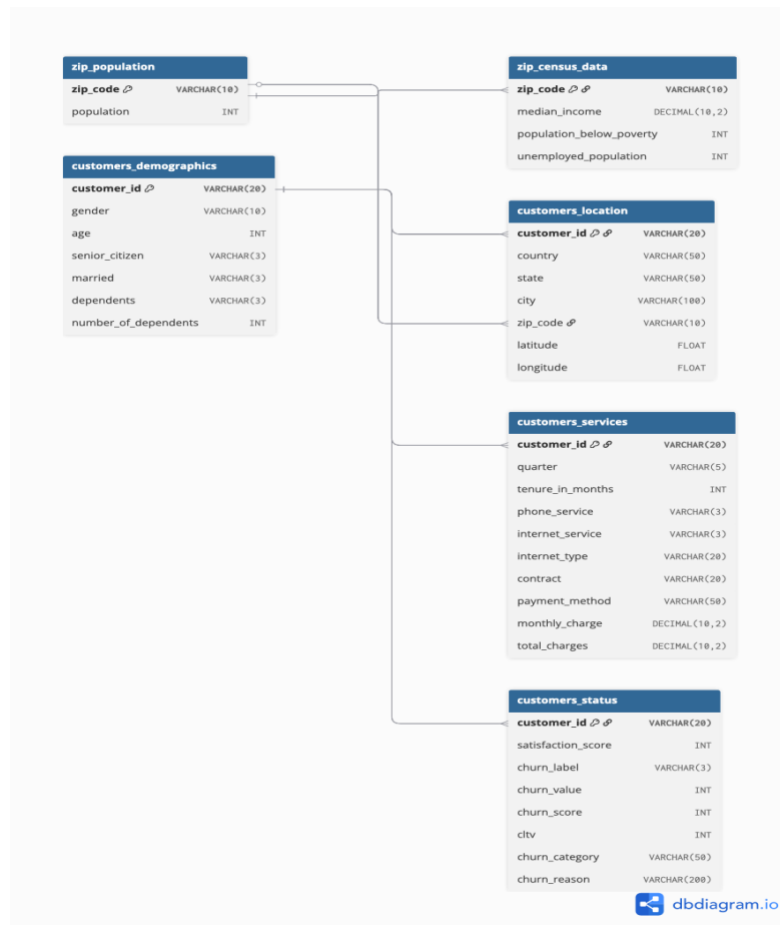 zip_population
zip_code VARCHAR(10)
population INT
customers_demographics
customer_id VARCHAR(20)
gender VARCHAR(10)
age INT
senior_citizen VARCHAR(3)
married VARCHAR(3)
dependents VARCHAR(3)
number_of_dependents INT
zip_census_data
zip_code VARCHAR(10)
median_income DECIMAL(10,2)
population_below_poverty INT
unemployed_population INT
customers_location
customer_id VARCHAR(20)
country VARCHAR(50)
state VARCHAR(50)
city VARCHAR(100)
zip_code VARCHAR(10)
latitude FLOAT
longitude FLOAT
customers_services
customer_id VARCHAR(20)
quarter VARCHAR(5)
tenure_in_months INT
phone_service VARCHAR(3)
internet_service VARCHAR(3)
internet_type VARCHAR(20)
contract VARCHAR(20)
payment_method VARCHAR(50)
monthly_charge DECIMAL(10,2)
total_charges DECIMAL(10,2)
customers_status
customer_id VARCHAR(20)
satisfaction_score INT
churn_label VARCHAR(3)
churn_value INT
churn_score INT
cltv INT
churn_category VARCHAR(50)
churn_reason VARCHAR(200)
dbdiagram.io